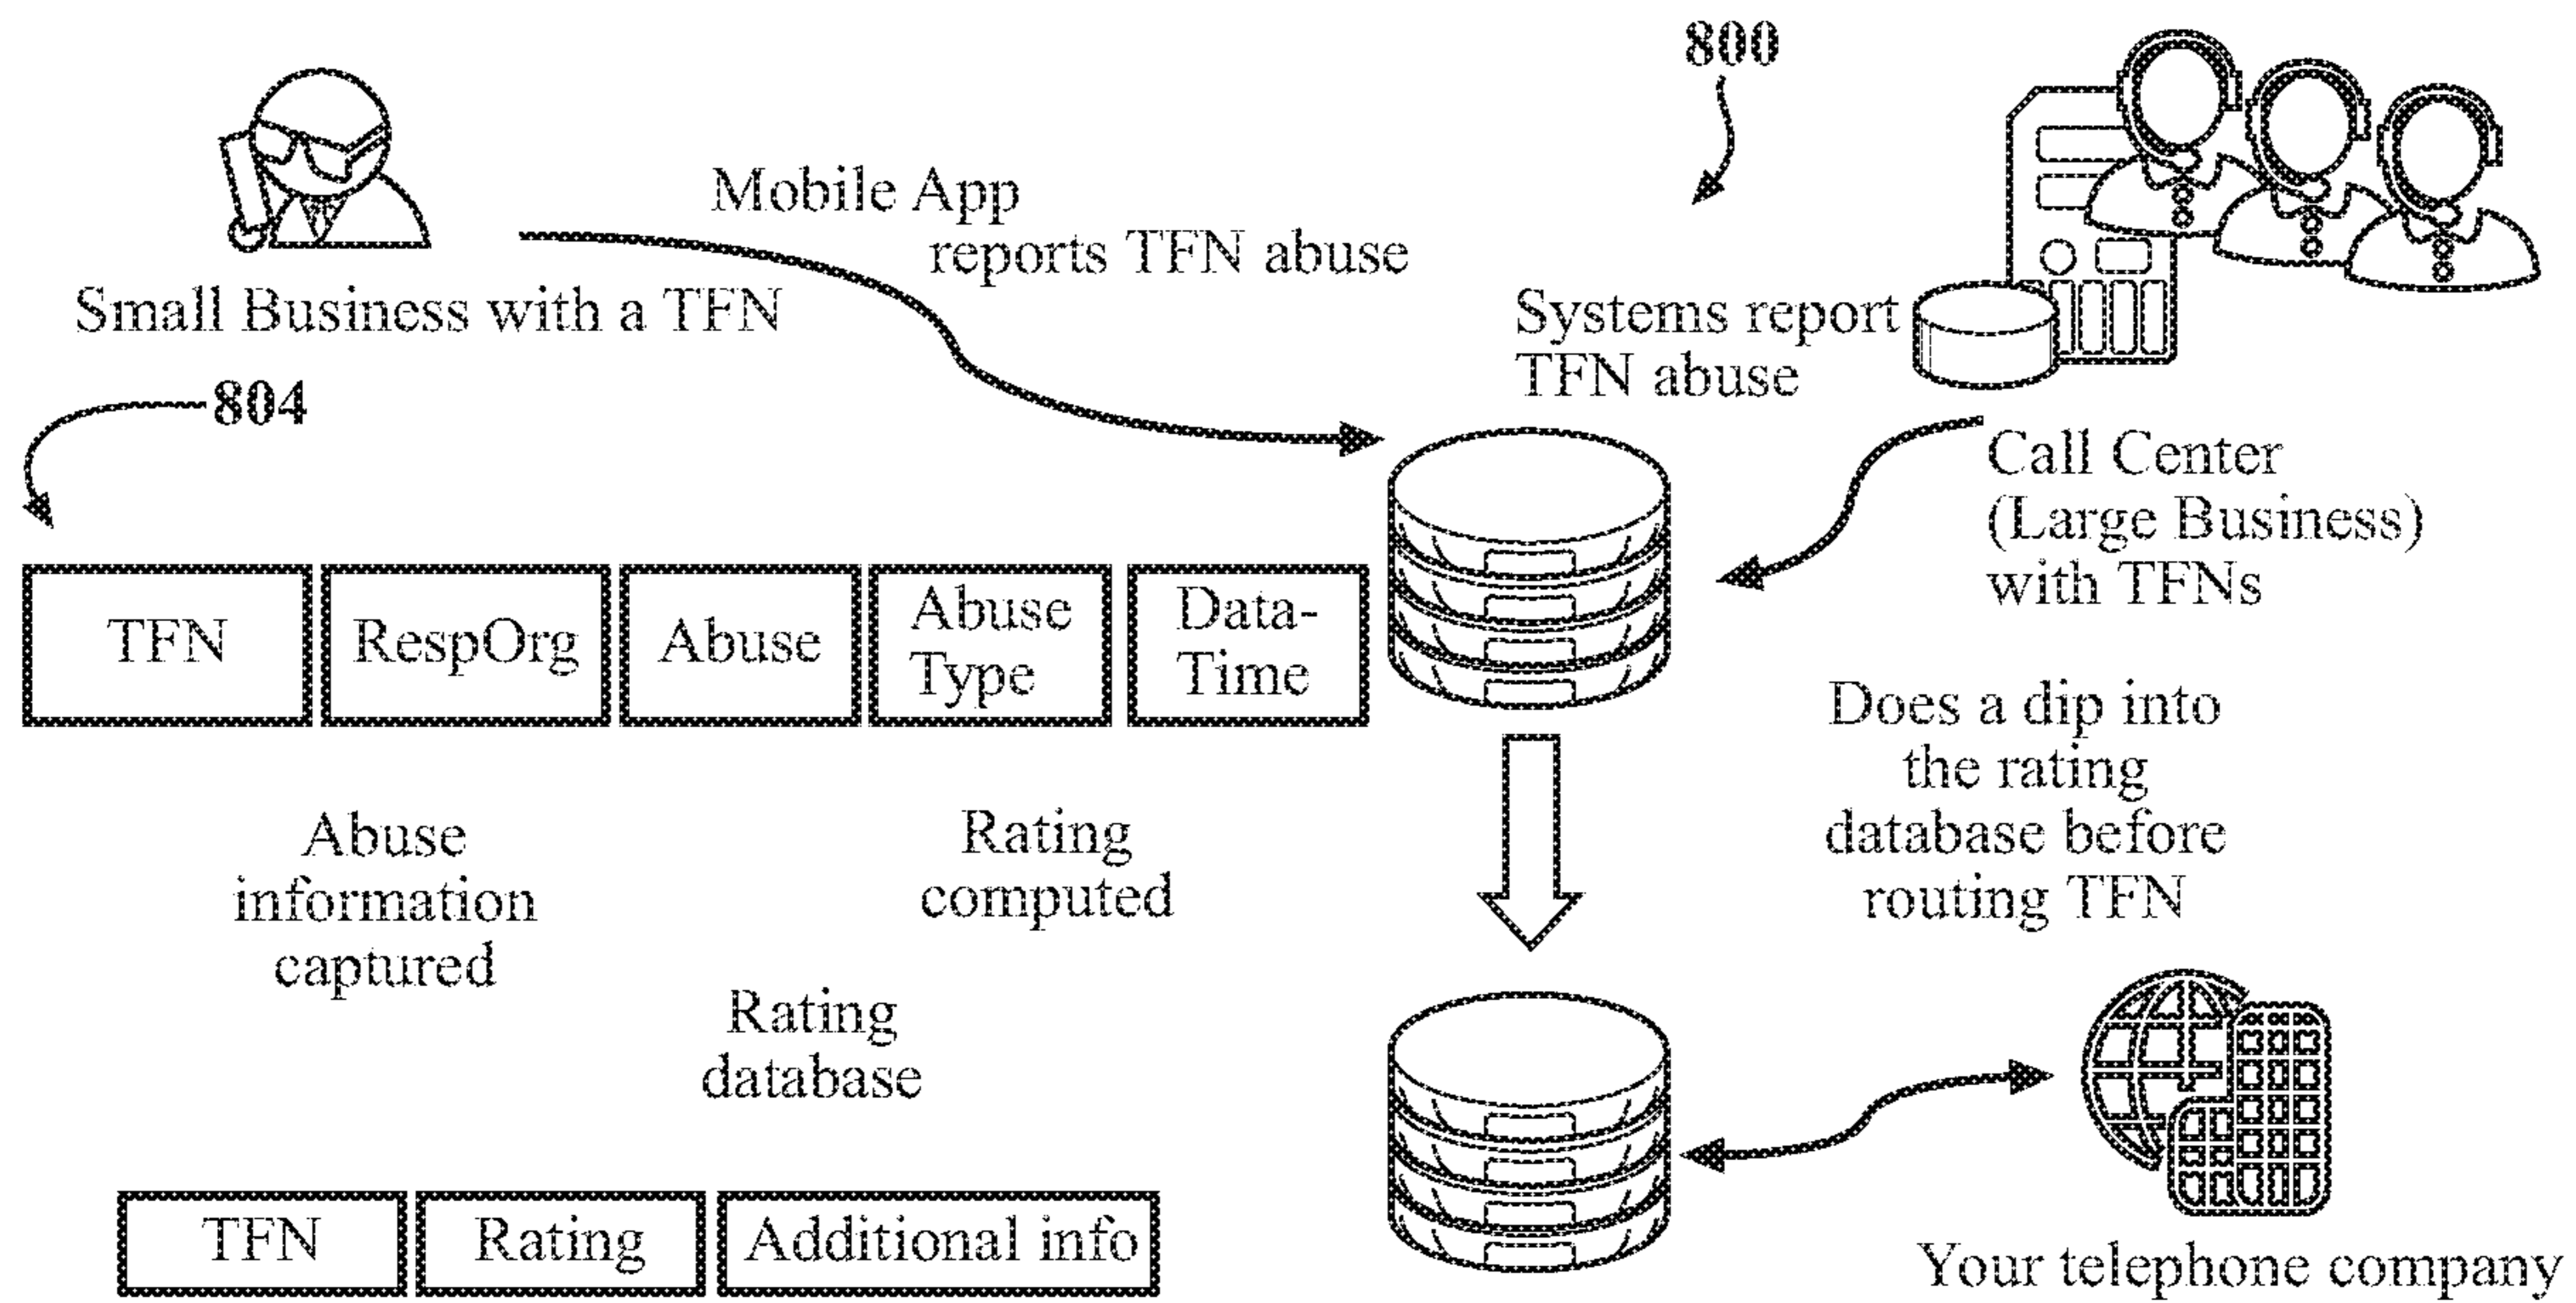 800
Mobile App
reports TFN abuse
Small Business with a TFN
Systems report
TFN abuse
804
Call Center
(Large Business)
with TFNs
TFN
RespOrg
Abuse
Abuse
Type
Data-
Time
Does a dip into
the rating
database before
routing TFN
Abuse
information
captured
Rating
computed
Rating
database
TFN
Rating
Additional info
Your telephone company